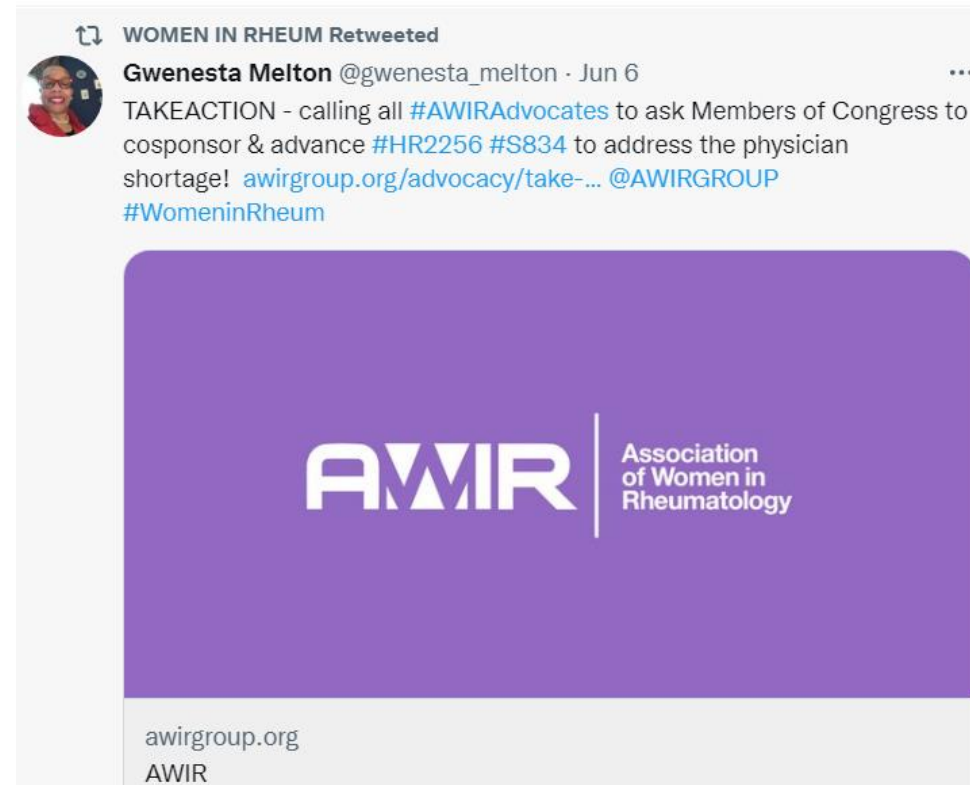 WOMEN IN RHEUM Retweeted
Gwenesta Melton @gwenesta_melton · Jun 6
TAKEACTION - calling all #AWIRAdvocates to ask Members of Congress to
cosponsor & advance #HR2256 #S834 to address the physician
shortage! awirgroup.org/advocacy/take-... @AWIRGROUP
#WomeninRheum
AWIR
Association
of Women in
Rheumatology
awirgroup.org
AWIR